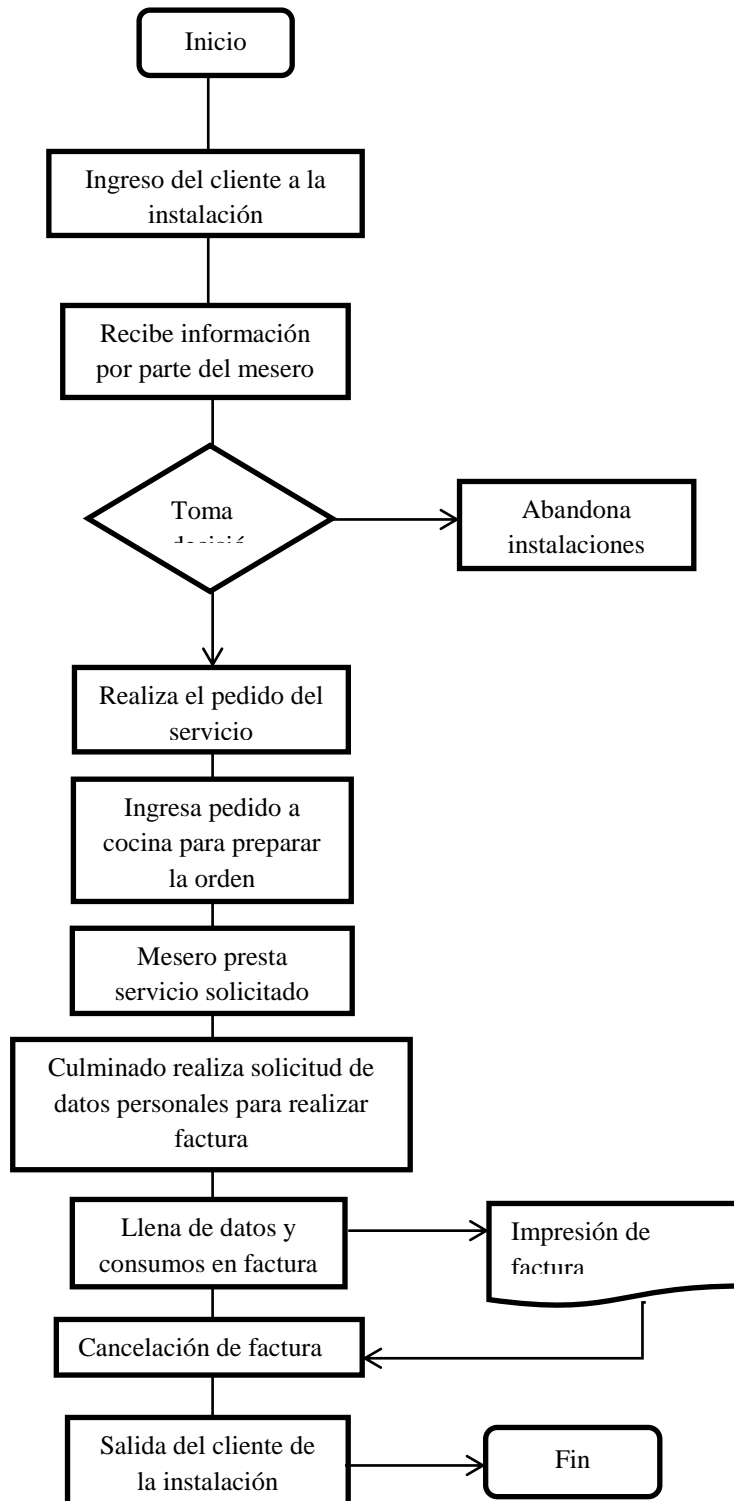 Inicio
Ingreso del cliente a la
instalación
Recibe información
por parte del mesero
Toma
Abandona
instalaciones
Realiza el pedido del
servicio
Ingresa pedido a
cocina para preparar
la orden
Mesero presta
servicio solicitado
Culminado realiza solicitud de
datos personales para realizar
factura
Llena de datos y
consumos en factura
Impresión de
factura
Cancelación de factura
Salida del cliente de
la instalación
Fin